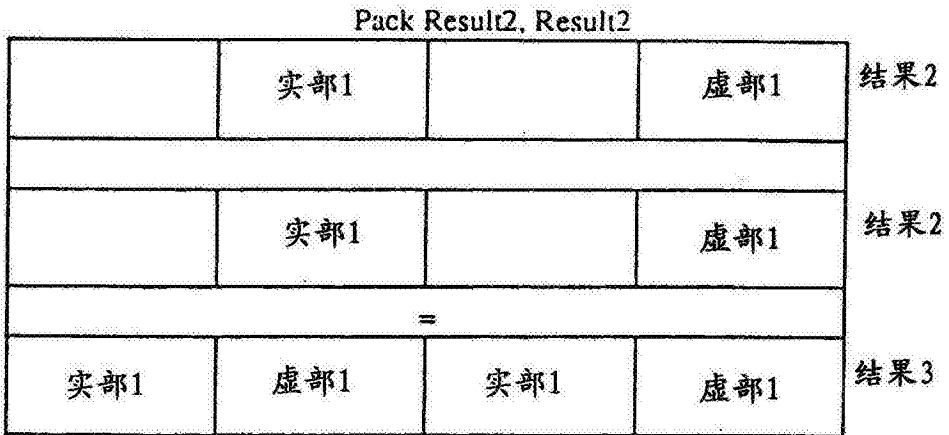 Pack Result2, Result2
实部1 虚部1 结果2
实部1 虚部1 结果2
=
实部1 虚部1 实部1 虚部1 结果3